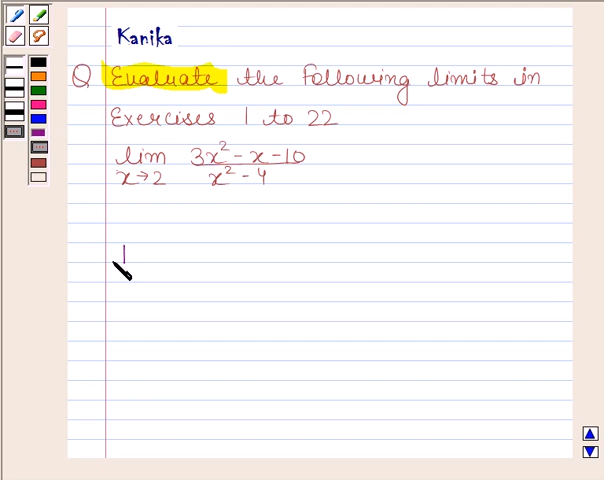 Kanika
Q Evaluate the following limits in
Exercises 1 to 22
lim 3x² - x - 10
x→2 x² - 4